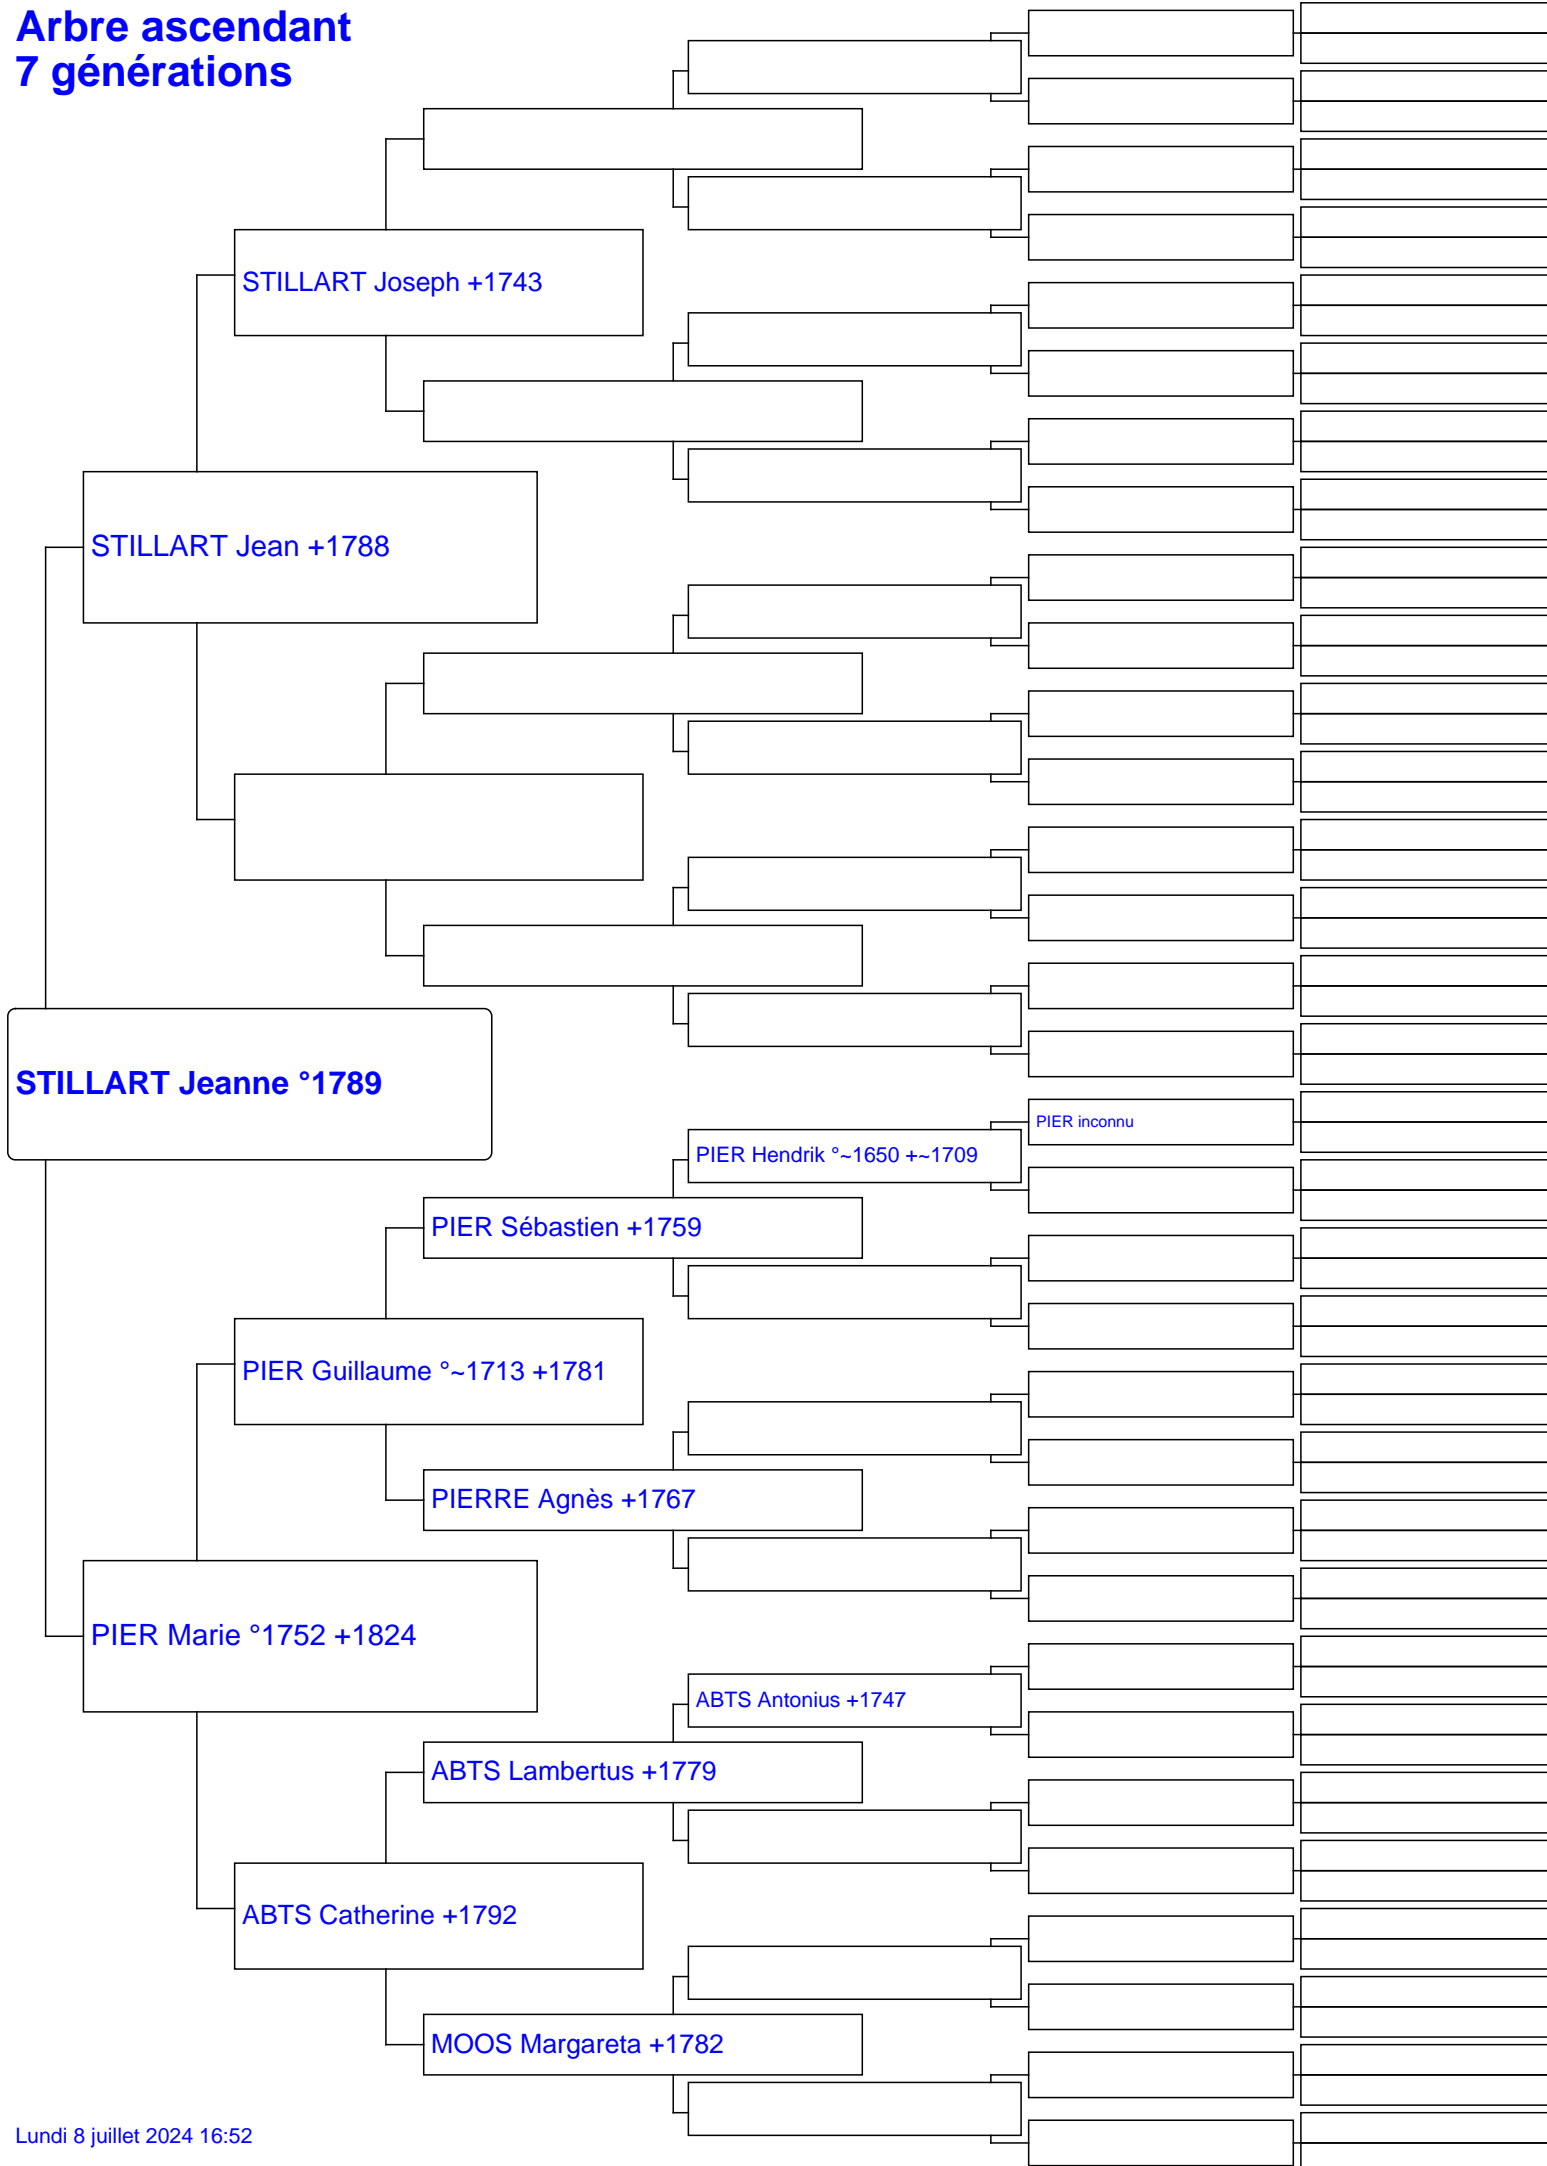 Arbre ascendant
7 générations
STILLART Joseph +1743
STILLART Jean +1788
STILLART Jeanne °1789
PIER inconnu
PIER Hendrik °~1650 +~1709
PIER Sébastien +1759
PIER Guillaume °~1713 +1781
PIERRE Agnès +1767
PIER Marie °1752 +1824
ABTS Antonius +1747
ABTS Lambertus +1779
ABTS Catherine +1792
MOOS Margareta +1782
Lundi 8 juillet 2024 16:52